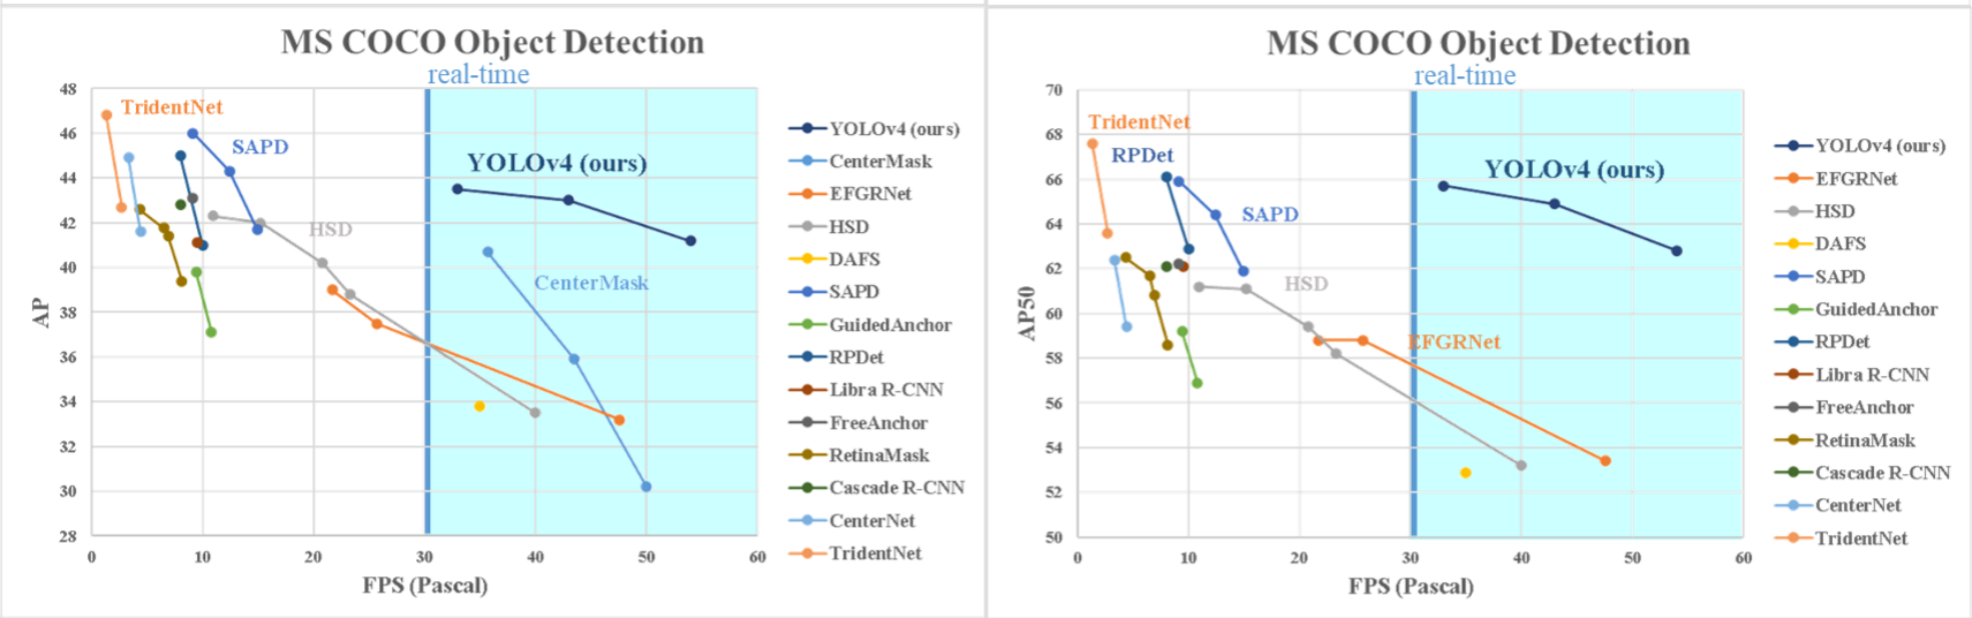 MS COCO Object Detection
real-time
48
46
44
42
40
38
36
34
32
30
28
AP
TridentNet
SAPD
YOLOv4 (ours)
HSD
CenterMask
0 10 20 30 40 50 60
FPS (Pascal)
YOLOv4 (ours)
CenterMask
EFGRNet
HSD
DAFS
SAPD
GuidedAnchor
RPDet
Libra R-CNN
FreeAnchor
RetinaMask
Cascade R-CNN
CenterNet
TridentNet
MS COCO Object Detection
real-time
70
68
66
64
62
60
58
56
54
52
50
AP50
TridentNet
RPDet
YOLOv4 (ours)
SAPD
HSD
EFGRNet
0 10 20 30 40 50 60
FPS (Pascal)
YOLOv4 (ours)
EFGRNet
HSD
DAFS
SAPD
GuidedAnchor
RPDet
Libra R-CNN
FreeAnchor
RetinaMask
Cascade R-CNN
CenterNet
TridentNet